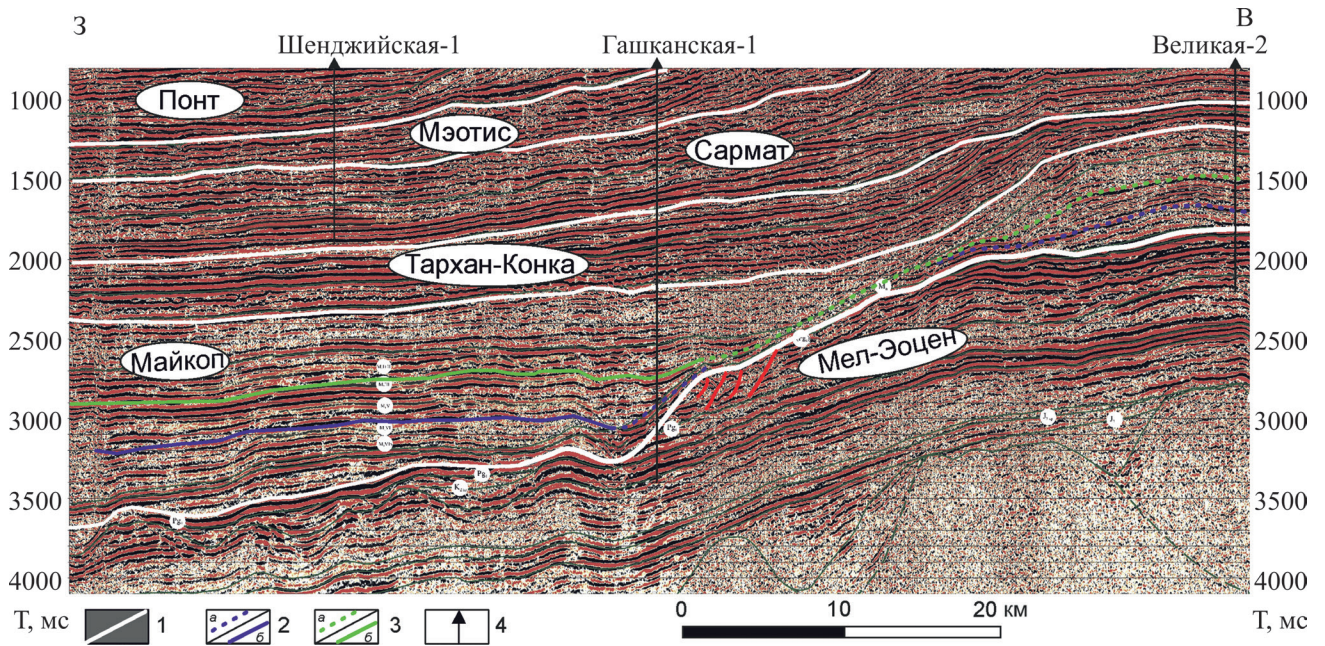 З В
Шенджийская-1 Гашканская-1 Великая-2
1000 Понт 1000
Мэотис
Сармат
1500 1500
2000 Тархан-Конка 2000
2500 2500
Майкоп Мел-Эоцен
3000 3000
3500 3500
4000 4000
Т, мс 1 а б 2 а б 3 4 0 10 20 км Т, мс